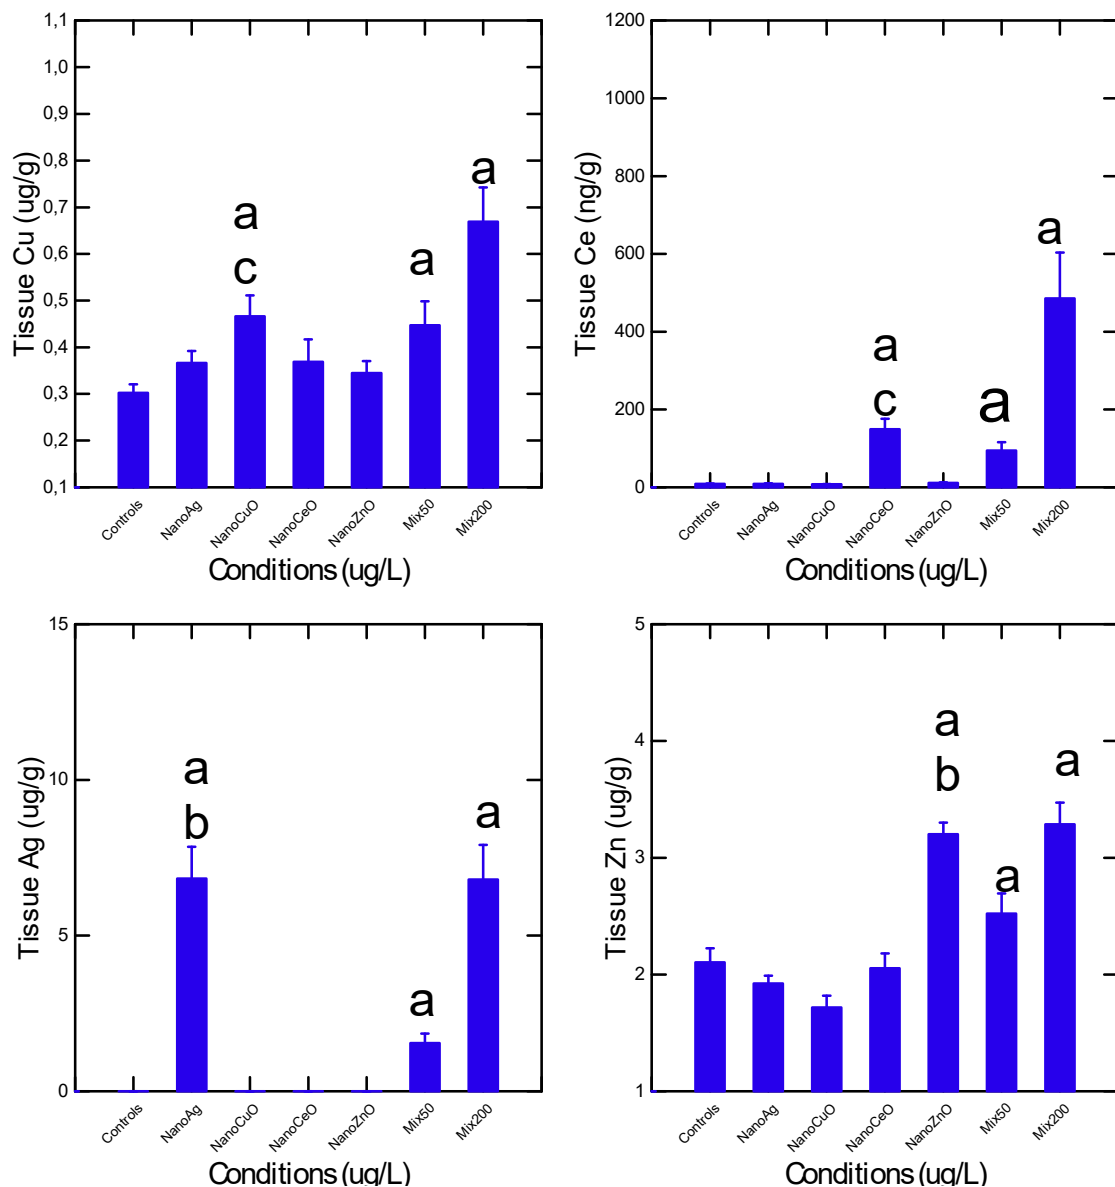 Tissue Cu (ug/g)
1,1
1,0
0,9
0,8
0,7
0,6
0,5
0,4
0,3
0,2
0,1
a
c
a
a
Controls
NanoAg
NanoCuO
NanoCeO
NanoZnO
Mix50
Mix200
Conditions (ug/L)
Tissue Ce (ng/g)
1200
1000
800
600
400
200
0
a
c
a
a
Controls
NanoAg
NanoCuO
NanoCeO
NanoZnO
Mix50
Mix200
Conditions (ug/L)
Tissue Ag (ug/g)
15
10
5
0
a
b
a
a
Controls
NanoAg
NanoCuO
NanoCeO
NanoZnO
Mix50
Mix200
Conditions (ug/L)
Tissue Zn (ug/g)
5
4
3
2
1
a
b
a
a
Controls
NanoAg
NanoCuO
NanoCeO
NanoZnO
Mix50
Mix200
Conditions (ug/L)